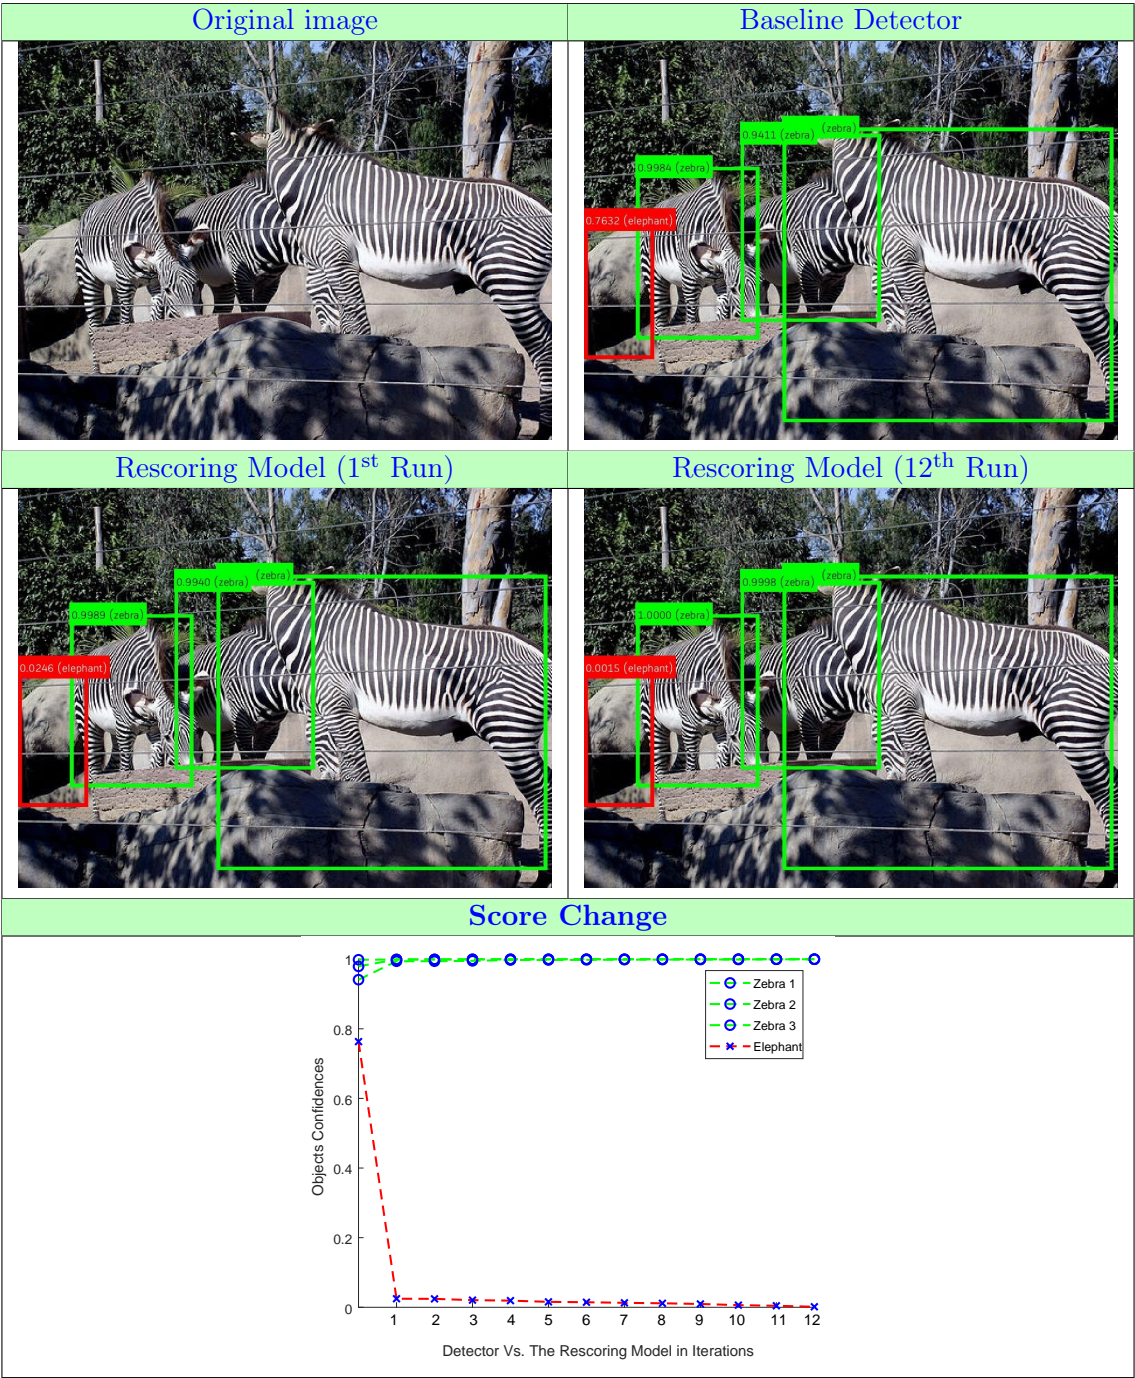 Original image
Baseline Detector
0.9411 (zebra)
(zebra)
0.9984 (zebra)
0.7632 (elephant)
Rescoring Model (1st Run)
Rescoring Model (12th Run)
0.9940 (zebra)
(zebra)
0.9989 (zebra)
0.0246 (elephant)
0.9998 (zebra)
(zebra)
1.0000 (zebra)
0.0015 (elephant)
Score Change
1
0.8
0.6
0.4
0.2
0
Objects Confidences
Zebra 1
Zebra 2
Zebra 3
Elephant
1 2 3 4 5 6 7 8 9 10 11 12
Detector Vs. The Rescoring Model in Iterations